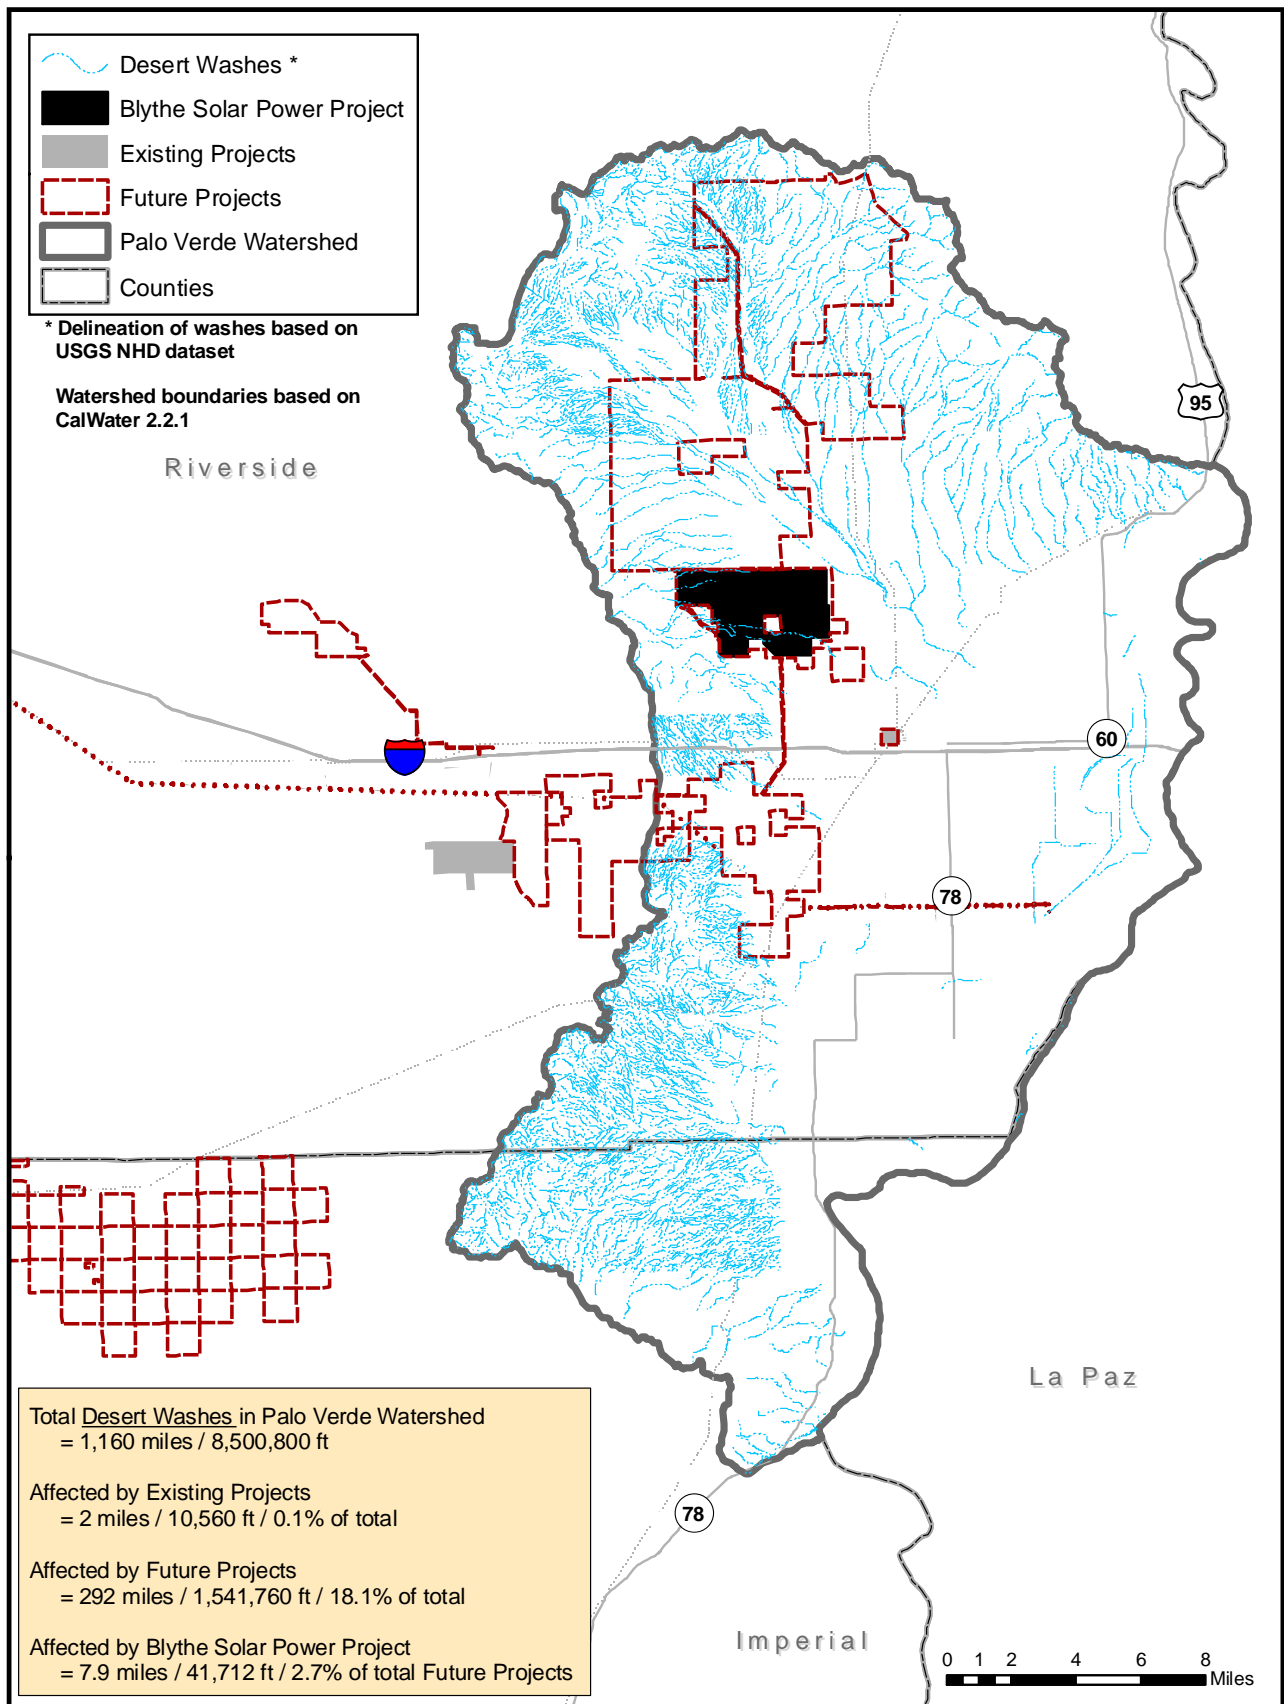 Desert Washes *
Blythe Solar Power Project
Existing Projects
Future Projects
Palo Verde Watershed
Counties
* Delineation of washes based on
USGS NHD dataset
Watershed boundaries based on
CalWater 2.2.1
Riverside
95
60
78
La Paz
78
Imperial
Total Desert Washes in Palo Verde Watershed
= 1,160 miles / 8,500,800 ft
Affected by Existing Projects
= 2 miles / 10,560 ft / 0.1% of total
Affected by Future Projects
= 292 miles / 1,541,760 ft / 18.1% of total
Affected by Blythe Solar Power Project
= 7.9 miles / 41,712 ft / 2.7% of total Future Projects
0 1 2 4 6 8
Miles